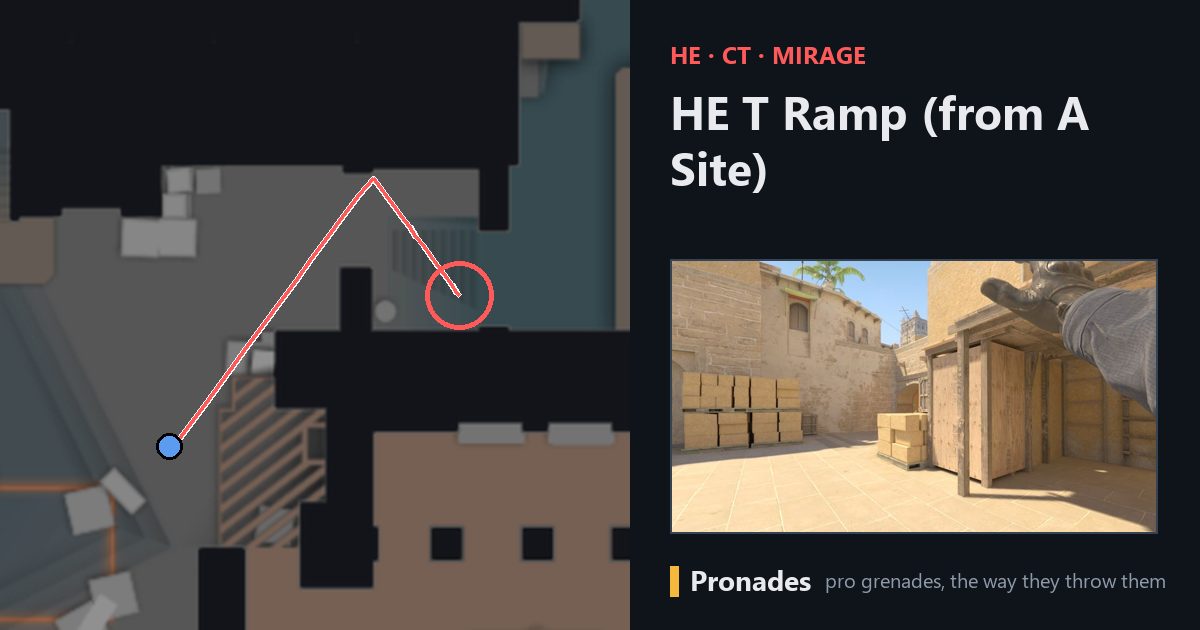 HE · CT · MIRAGE
HE T Ramp (from A
Site)
Pronades pro grenades, the way they throw them